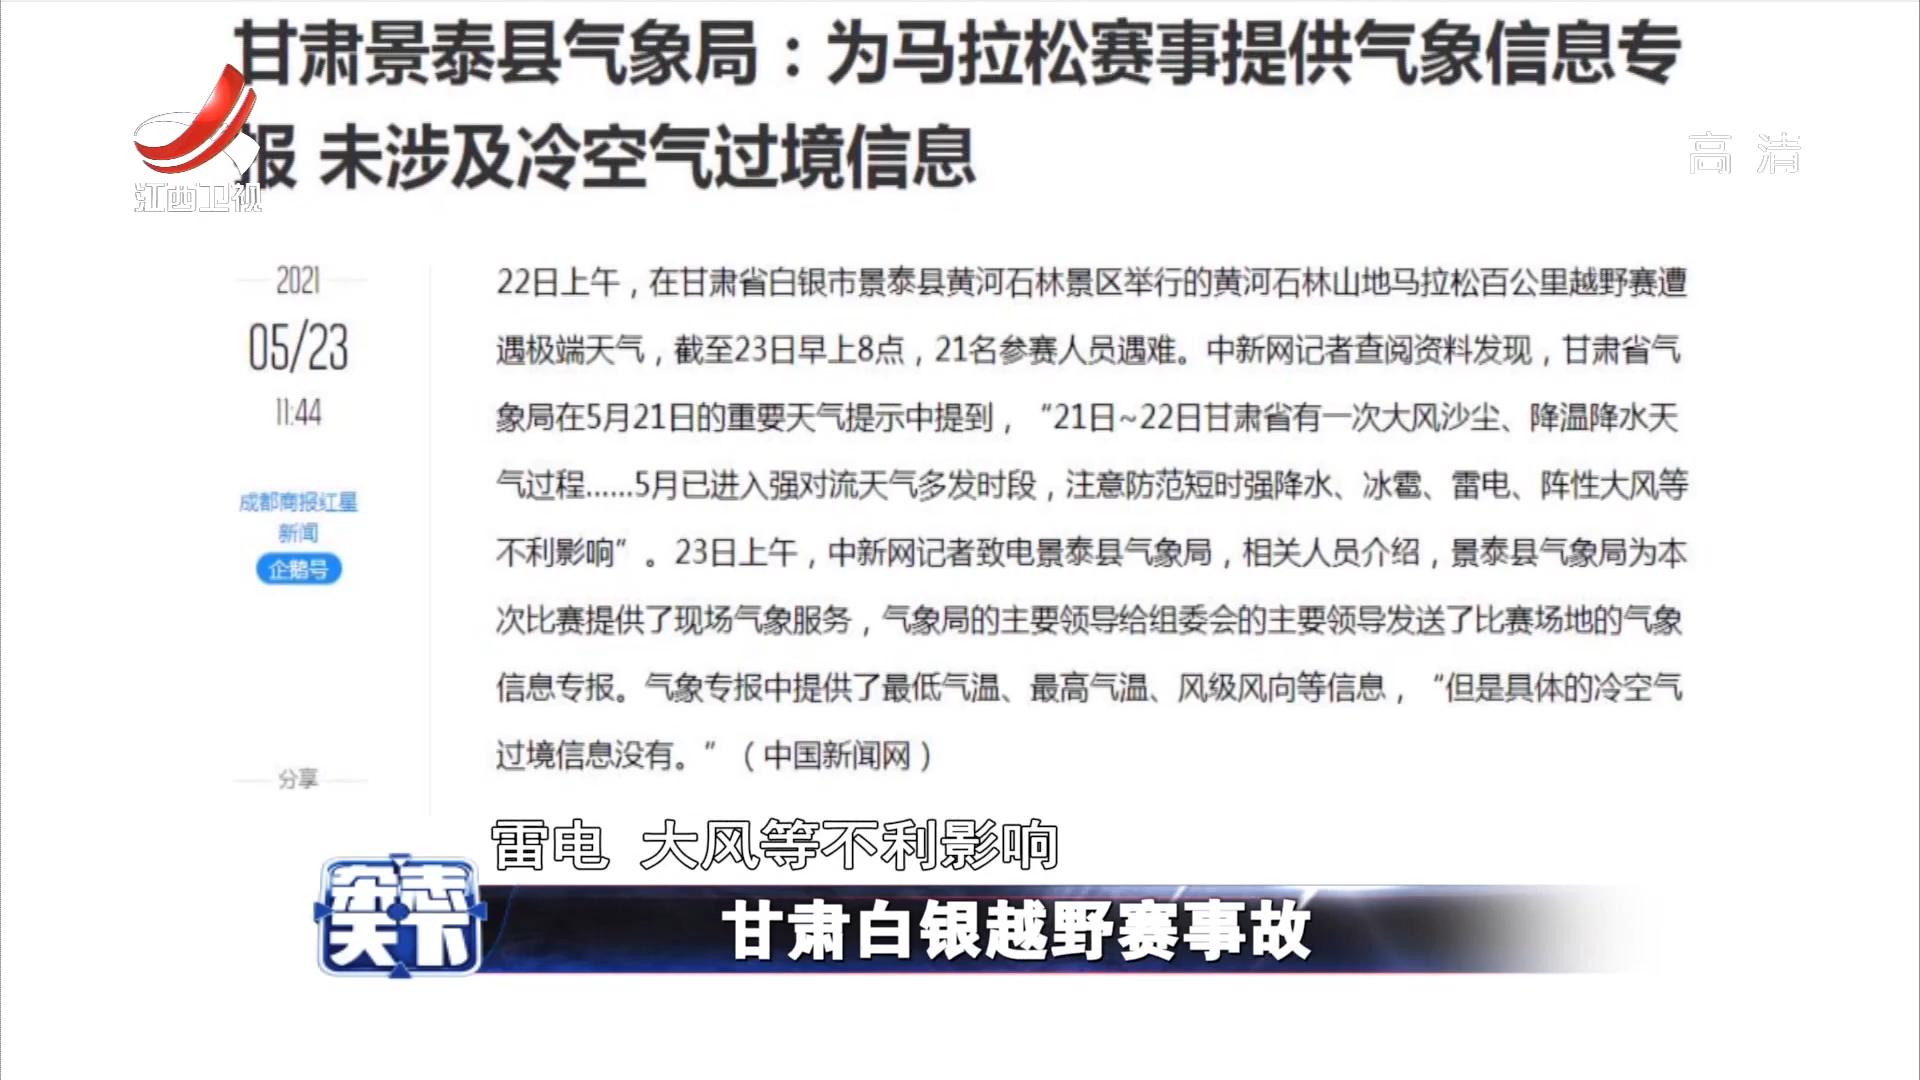 甘肃景泰县气象局：为马拉松赛事提供气象信息专
报 未涉及冷空气过境信息
江西卫视
高清
2021
05/23
11:44
成都商报红星
新闻
企鹅号
分享
22日上午，在甘肃省白银市景泰县黄河石林景区举行的黄河石林山地马拉松百公里越野赛遭
遇极端天气，截至23日早上8点，21名参赛人员遇难。中新网记者查阅资料发现，甘肃省气
象局在5月21日的重要天气提示中提到，“21日~22日甘肃省有一次大风沙尘、降温降水天
气过程……5月已进入强对流天气多发时段，注意防范短时强降水、冰雹、雷电、阵性大风等
不利影响”。23日上午，中新网记者致电景泰县气象局，相关人员介绍，景泰县气象局为本
次比赛提供了现场气象服务，气象局的主要领导给组委会的主要领导发送了比赛场地的气象
信息专报。气象专报中提供了最低气温、最高气温、风级风向等信息，“但是具体的冷空气
过境信息没有。”（中国新闻网）
雷电 大风等不利影响
杂志
天下
甘肃白银越野赛事故